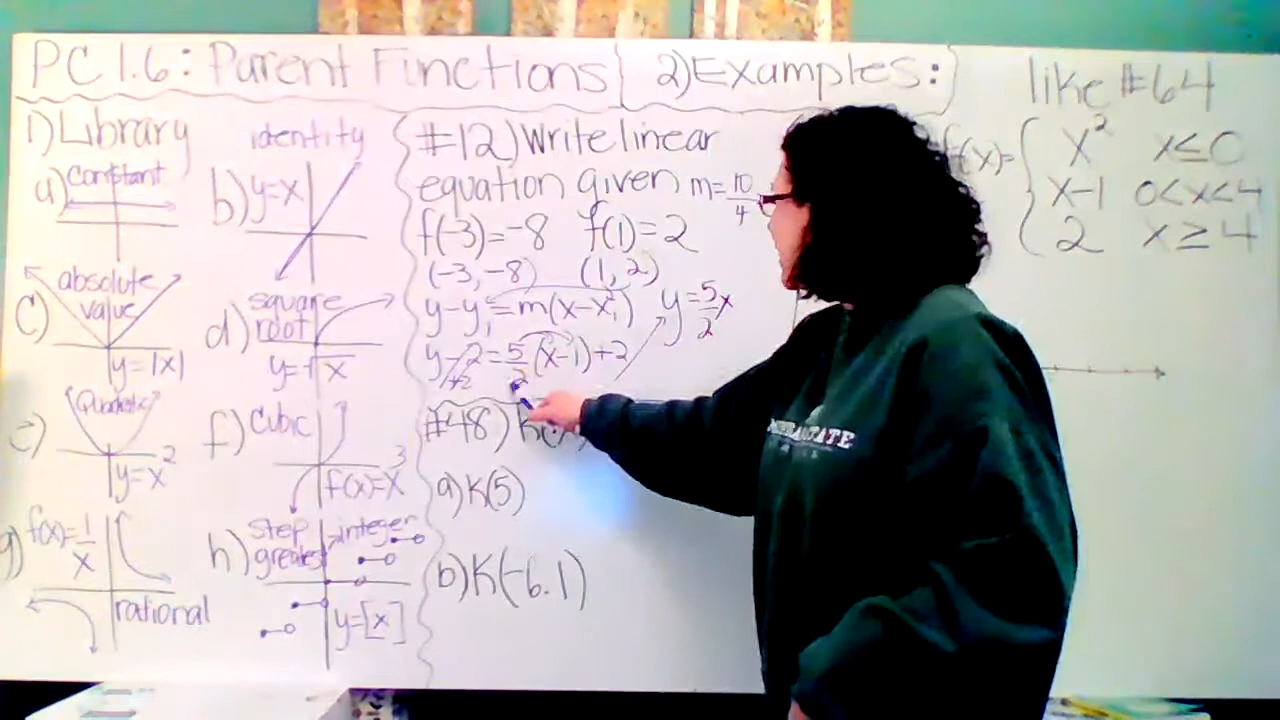 PC 1.6: Parent Functions
2) Examples:
like #64
1) Library
a) constant
identity
b) y=x
c) absolute
value
y=|x|
d) square
root
y=√x
e) Quadratic
y=x²
f) Cubic
f(x)=x³
g) f(x)=1/x
rational
h) step
greatest integer
y=[x]
#12) Write linear
equation given m=10/4
f(-3)=-8 f(1)=2
(-3,-8) (1,2)
y-y₁=m(x-x₁) y=5/2x
y-2=5/2(x-1)+2
+2
#48) K(x
a) K(5)
b) K(-6.1)
f(x)= { x² x≤0
x-1 0<x<4
2 x≥4